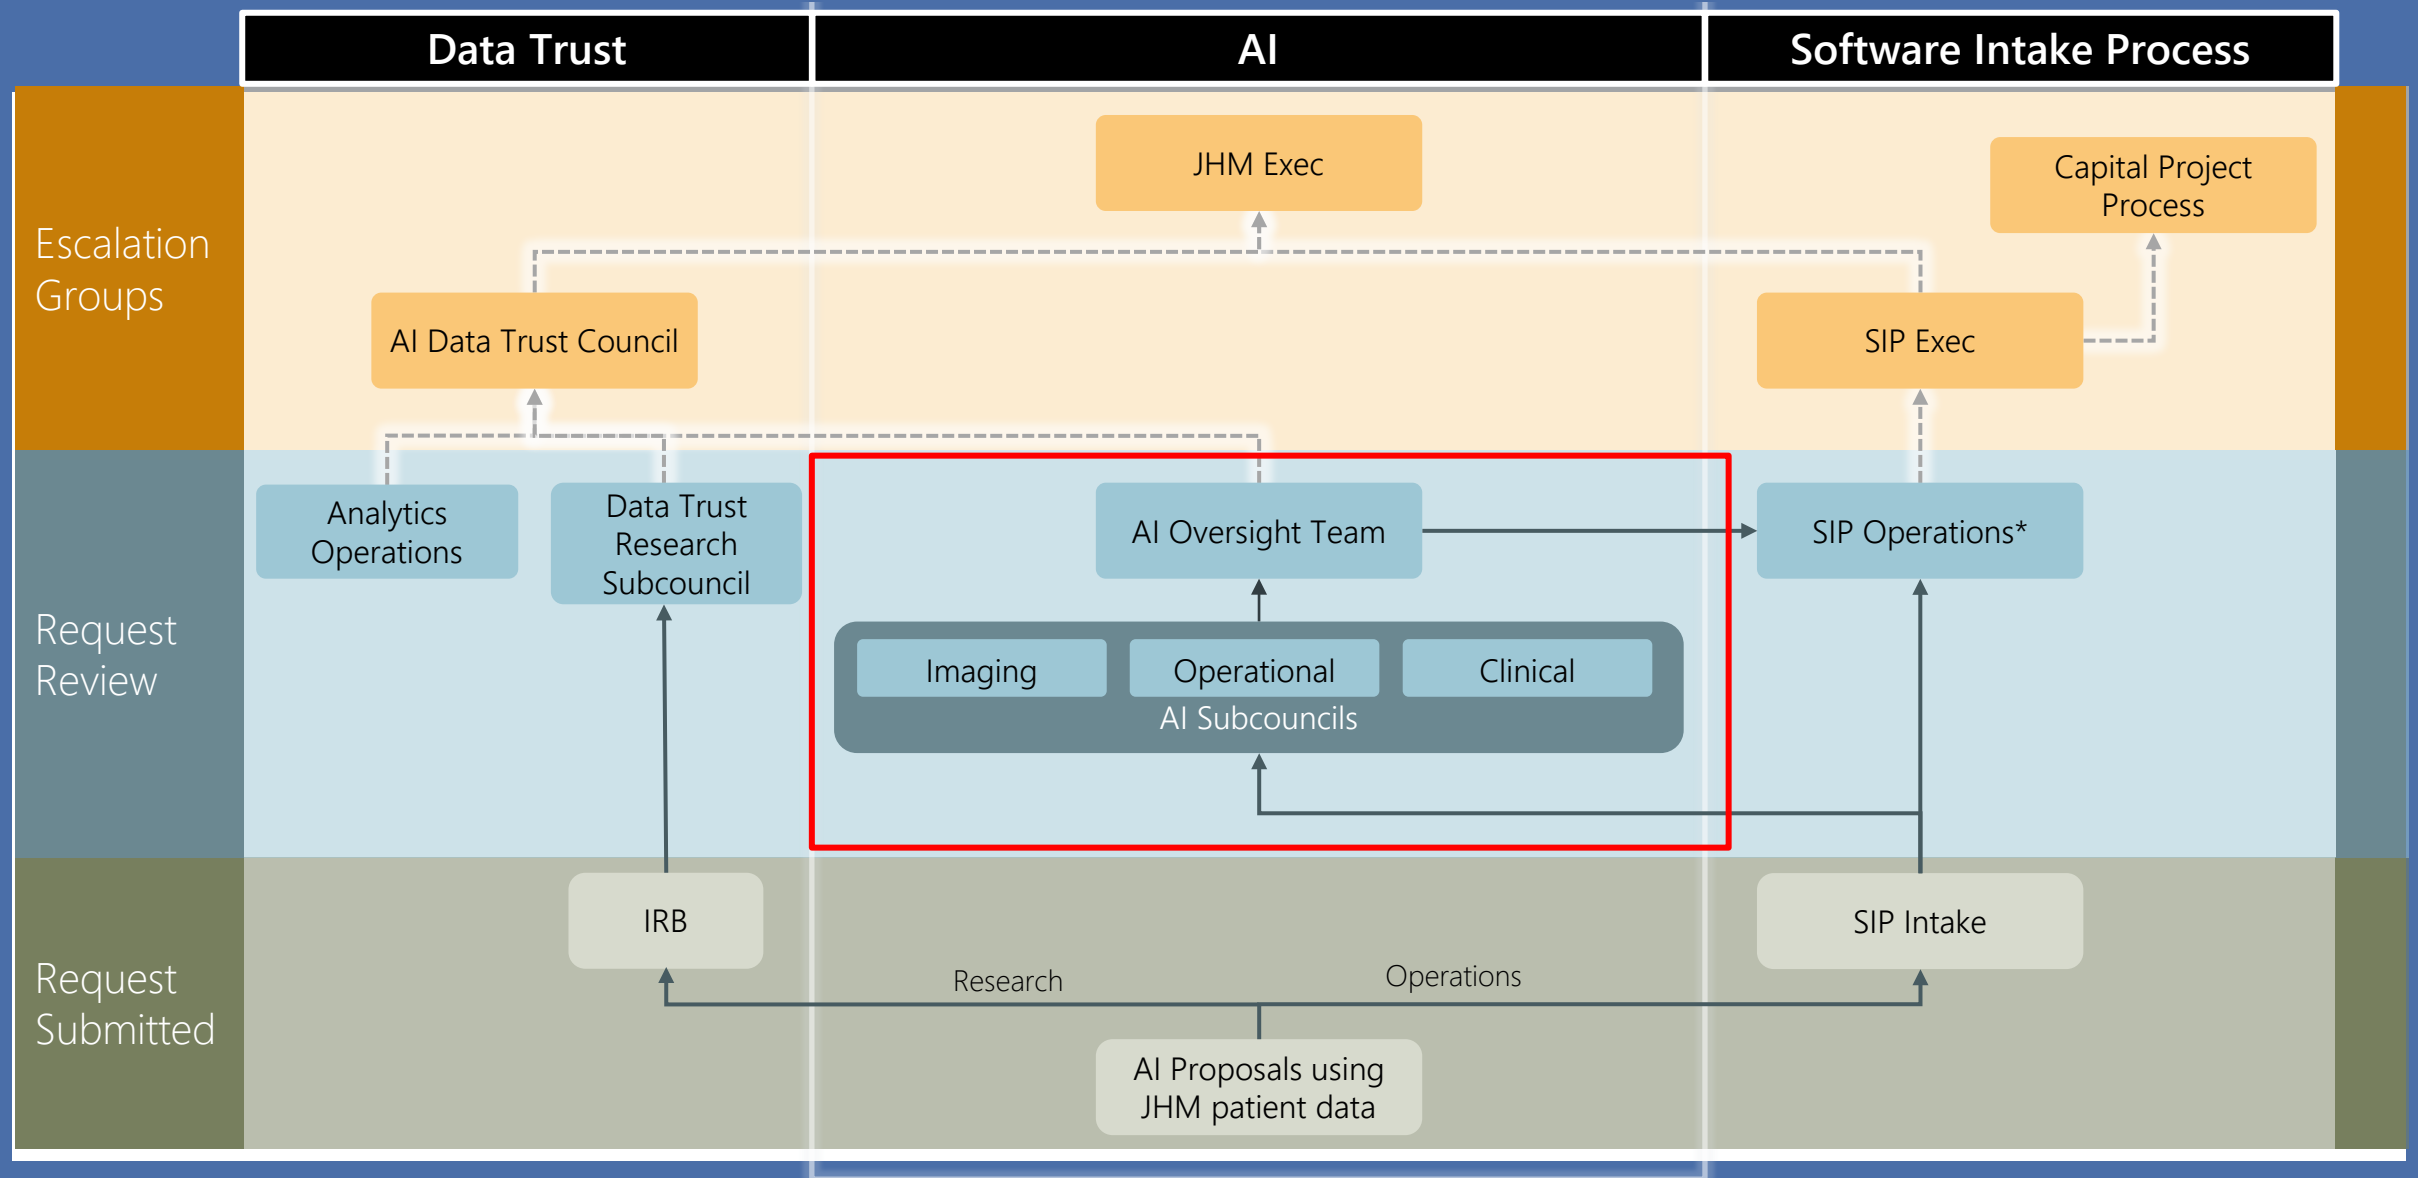 Data Trust
AI
Software Intake Process
Escalation
Groups
JHM Exec
Capital Project
Process
AI Data Trust Council
SIP Exec
Request
Review
Analytics
Operations
Data Trust
Research
Subcouncil
AI Oversight Team
SIP Operations*
Imaging
Operational
Clinical
AI Subcouncils
Request
Submitted
IRB
SIP Intake
Research
Operations
AI Proposals using
JHM patient data